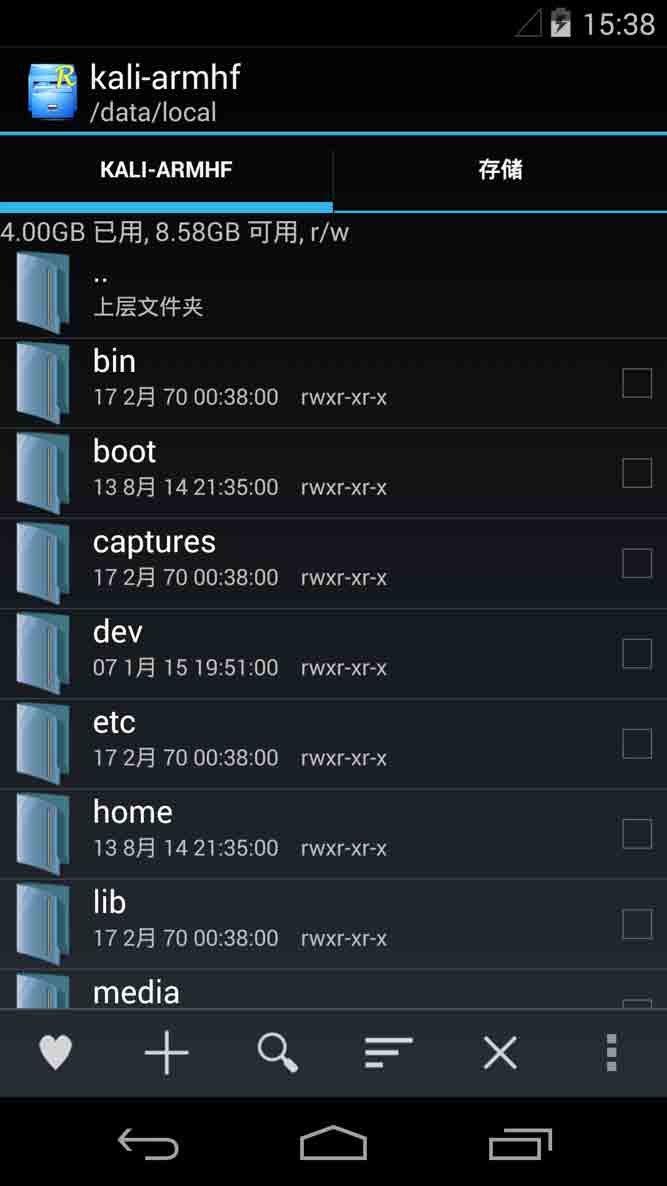 15:38
R
kali-armhf
/data/local
KALI-ARMHF
存储
4.00GB 已用, 8.58GB 可用, r/w
..
上层文件夹
bin
17 2月 70 00:38:00 rwxr-xr-x
boot
13 8月 14 21:35:00 rwxr-xr-x
captures
17 2月 70 00:38:00 rwxr-xr-x
dev
07 1月 15 19:51:00 rwxr-xr-x
etc
17 2月 70 00:38:00 rwxr-xr-x
home
13 8月 14 21:35:00 rwxr-xr-x
lib
17 2月 70 00:38:00 rwxr-xr-x
media